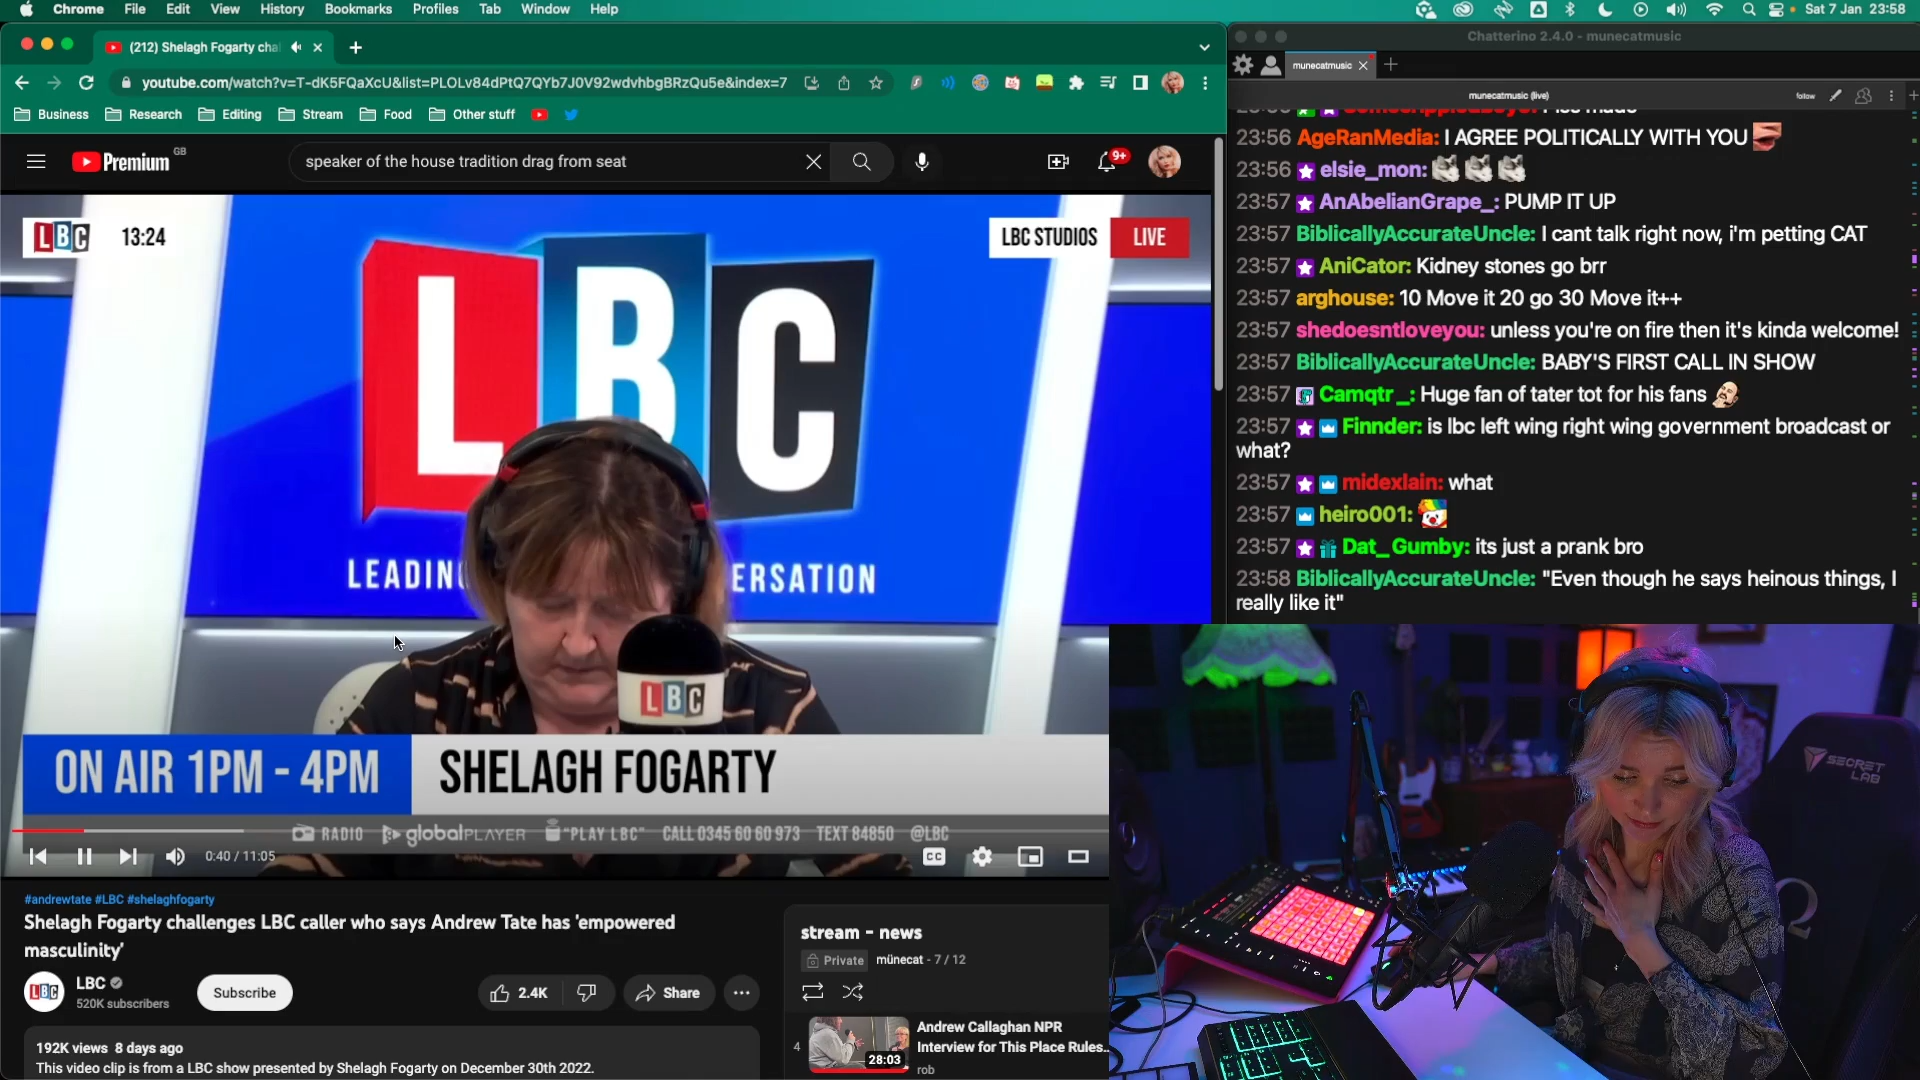 Chrome File Edit View History Bookmarks Profiles Tab Window Help
Sat 7 Jan 23:58
(212) Shelagh Fogarty cha
youtube.com/watch?v=T-dK5FQaXcU&list=PLOLv84dPtQ7QYb7J0V92wdvhbgBRzQu5e&index=7
Business Research Editing Stream Food Other stuff
Premium GB
speaker of the house tradition drag from seat
9+
LBC 13:24
LBC STUDIOS LIVE
LBC
LEADIN ERSATION
LBC
ON AIR 1PM - 4PM SHELAGH FOGARTY
RADIO globalPLAYER "PLAY LBC" CALL 0345 60 60 973 TEXT 84850 @LBC
0:40 / 11:05
CC
#andrewtate #LBC #shelaghfogarty
Shelagh Fogarty challenges LBC caller who says Andrew Tate has 'empowered
masculinity'
LBC
LBC
520K subscribers
Subscribe
2.4K
Share
192K views 8 days ago
This video clip is from a LBC show presented by Shelagh Fogarty on December 30th 2022.
stream - news
Private münecat - 7 / 12
4
28:03
Andrew Callaghan NPR
Interview for This Place Rules...
rob
Chatterino 2.4.0 - munecatmusic
munecatmusic
munecatmusic (live)
follow
23:56 AgeRanMedia: I AGREE POLITICALLY WITH YOU
23:56 elsie_mon:
23:57 AnAbelianGrape_: PUMP IT UP
23:57 BiblicallyAccurateUncle: I cant talk right now, i'm petting CAT
23:57 AniCator: Kidney stones go brr
23:57 arghouse: 10 Move it 20 go 30 Move it++
23:57 shedoesntloveyou: unless you're on fire then it's kinda welcome!
23:57 BiblicallyAccurateUncle: BABY'S FIRST CALL IN SHOW
23:57 Camqtr_: Huge fan of tater tot for his fans
23:57 Finnder: is lbc left wing right wing government broadcast or
what?
23:57 midexlain: what
23:57 heiro001:
23:57 Dat_Gumby: its just a prank bro
23:58 BiblicallyAccurateUncle: "Even though he says heinous things, I
really like it"
SECRET
LAB